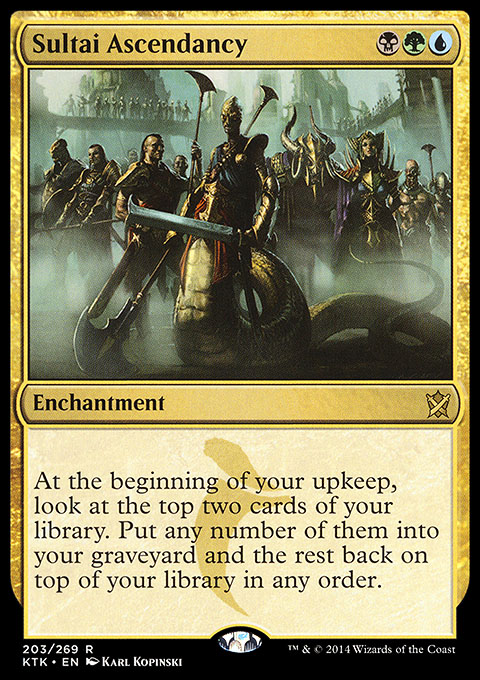 Sultai Ascendancy
Enchantment
At the beginning of your upkeep,
look at the top two cards of your
library. Put any number of them into
your graveyard and the rest back on
top of your library in any order.
203/269 R
KTK • EN Karl Kopinski
™ & © 2014 Wizards of the Coast